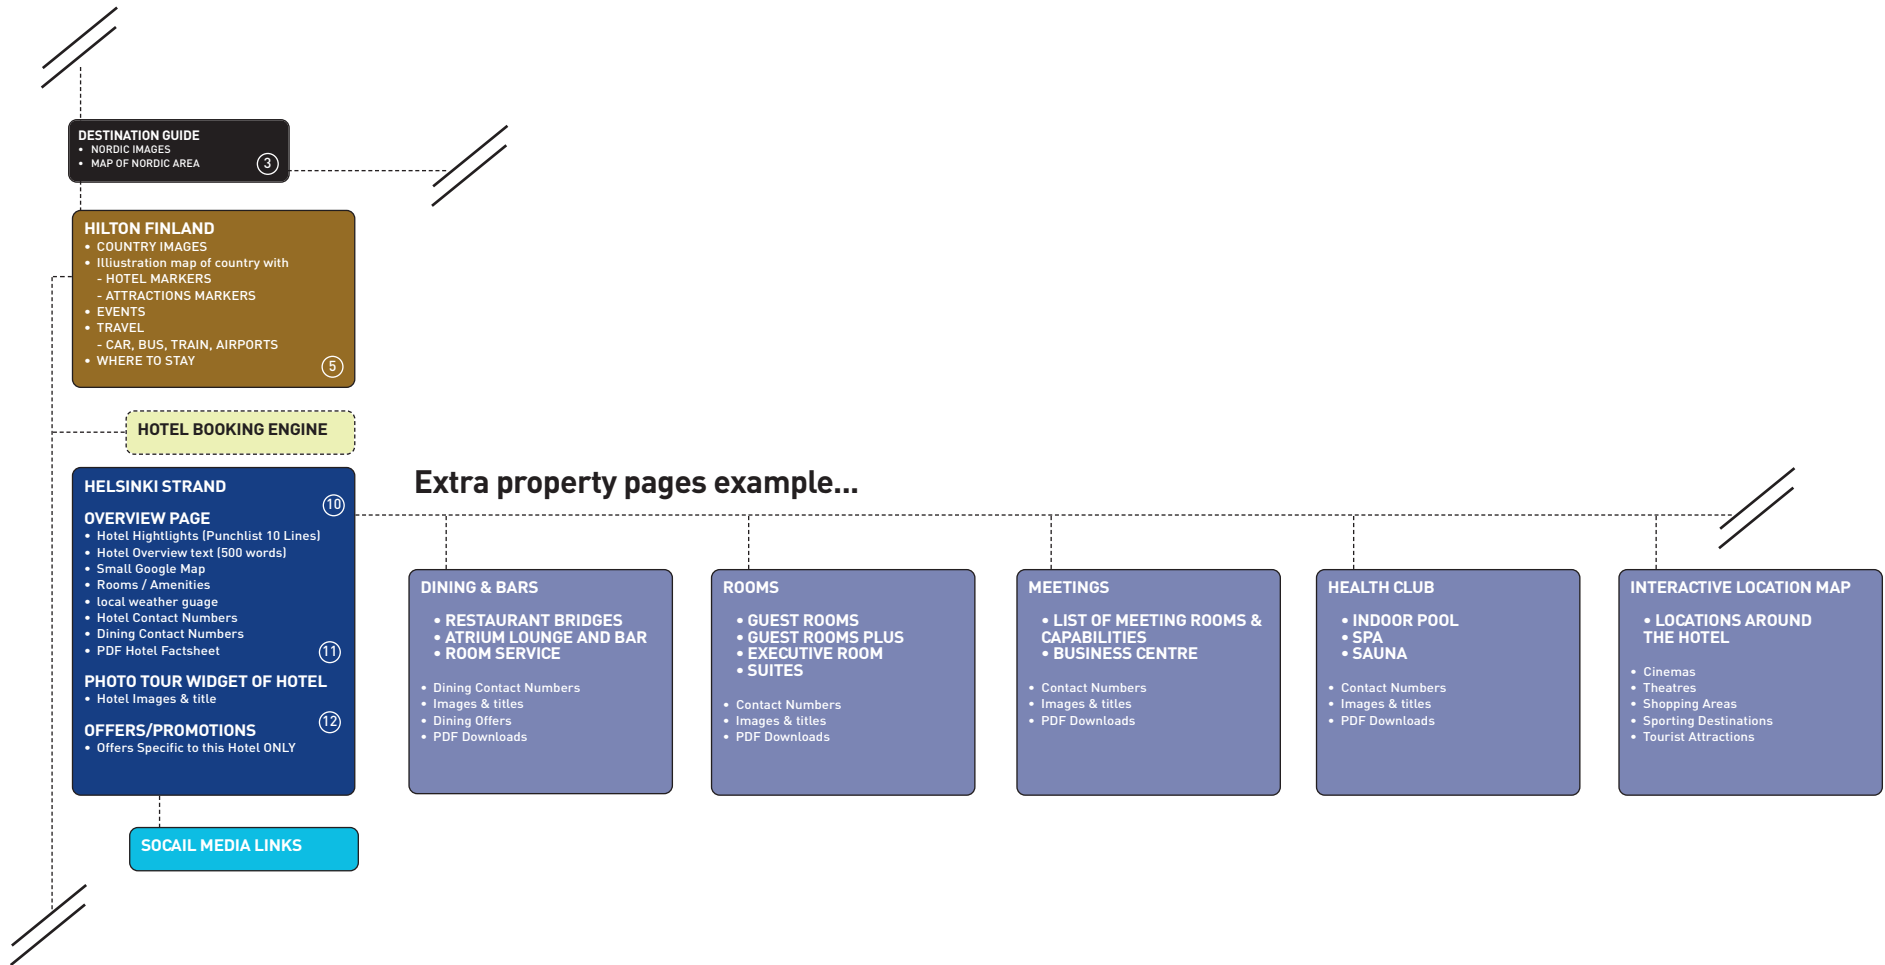 DESTINATION GUIDE
• NORDIC IMAGES
• MAP OF NORDIC AREA
3
HILTON FINLAND
• COUNTRY IMAGES
• Illiustration map of country with
- HOTEL MARKERS
- ATTRACTIONS MARKERS
• EVENTS
• TRAVEL
- CAR, BUS, TRAIN, AIRPORTS
• WHERE TO STAY
5
HOTEL BOOKING ENGINE
HELSINKI STRAND
10
OVERVIEW PAGE
• Hotel Hightlights (Punchlist 10 Lines)
• Hotel Overview text (500 words)
• Small Google Map
• Rooms / Amenities
• local weather guage
• Hotel Contact Numbers
• Dining Contact Numbers
• PDF Hotel Factsheet
11
PHOTO TOUR WIDGET OF HOTEL
• Hotel Images & title
12
OFFERS/PROMOTIONS
• Offers Specific to this Hotel ONLY
SOCAIL MEDIA LINKS
Extra property pages example...
DINING & BARS
• RESTAURANT BRIDGES
• ATRIUM LOUNGE AND BAR
• ROOM SERVICE
• Dining Contact Numbers
• Images & titles
• Dining Offers
• PDF Downloads
ROOMS
• GUEST ROOMS
• GUEST ROOMS PLUS
• EXECUTIVE ROOM
• SUITES
• Contact Numbers
• Images & titles
• PDF Downloads
MEETINGS
• LIST OF MEETING ROOMS &
CAPABILITIES
• BUSINESS CENTRE
• Contact Numbers
• Images & titles
• PDF Downloads
HEALTH CLUB
• INDOOR POOL
• SPA
• SAUNA
• Contact Numbers
• Images & titles
• PDF Downloads
INTERACTIVE LOCATION MAP
• LOCATIONS AROUND
THE HOTEL
• Cinemas
• Theatres
• Shopping Areas
• Sporting Destinations
• Tourist Attractions